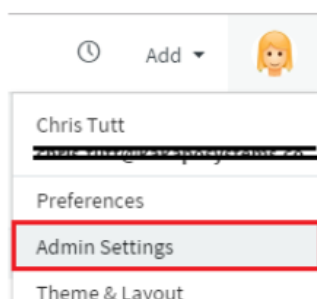 Add
Chris Tutt
Preferences
Admin Settings
Theme & Layout